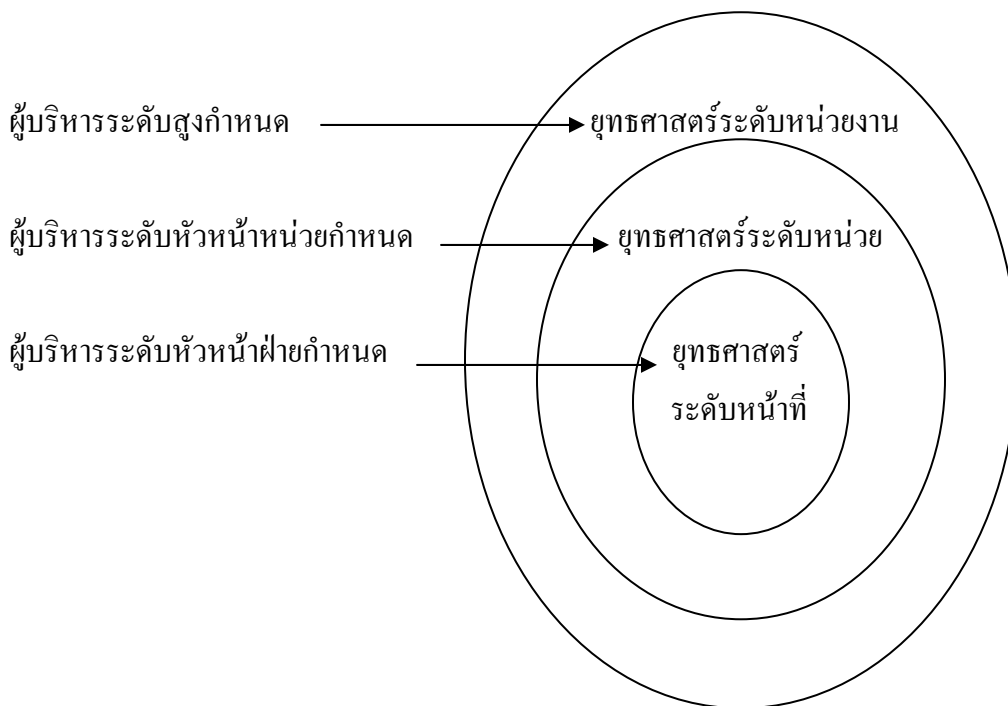 ผู้บริหารระดับสูงกำหนด
ยุทธศาสตร์ระดับหน่วยงาน
ผู้บริหารระดับหัวหน้าหน่วยกำหนด
ยุทธศาสตร์ระดับหน่วย
ผู้บริหารระดับหัวหน้าฝ่ายกำหนด
ยุทธศาสตร์
ระดับหน้าที่